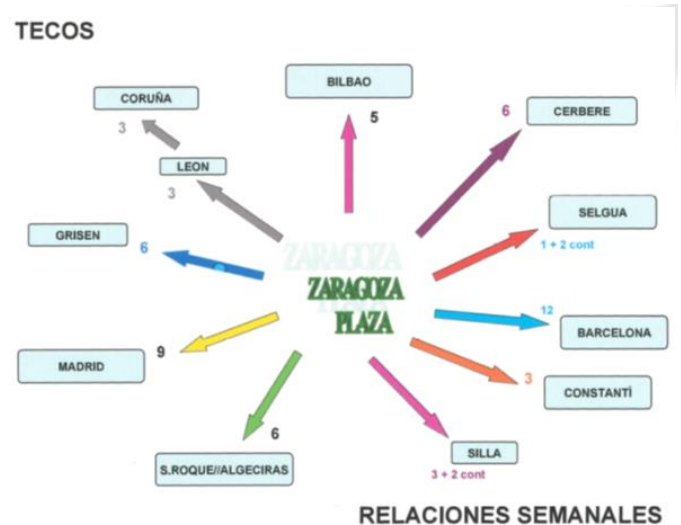 TECOS
BILBAO
5
CORUÑA
3
LEON
3
CERBERE
6
SELGUA
1 + 2 cont
GRISEN
6
ZARAGOZA
ZARAGOZA
PLAZA
BARCELONA
12
MADRID
9
CONSTANTÍ
3
S.ROQUE//ALGECIRAS
6
SILLA
3 + 2 cont
RELACIONES SEMANALES